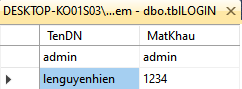 DESKTOP-KO01S03\...em - dbo.tblLOGIN
TenDN MatKhau
admin admin
lenguyenhien 1234